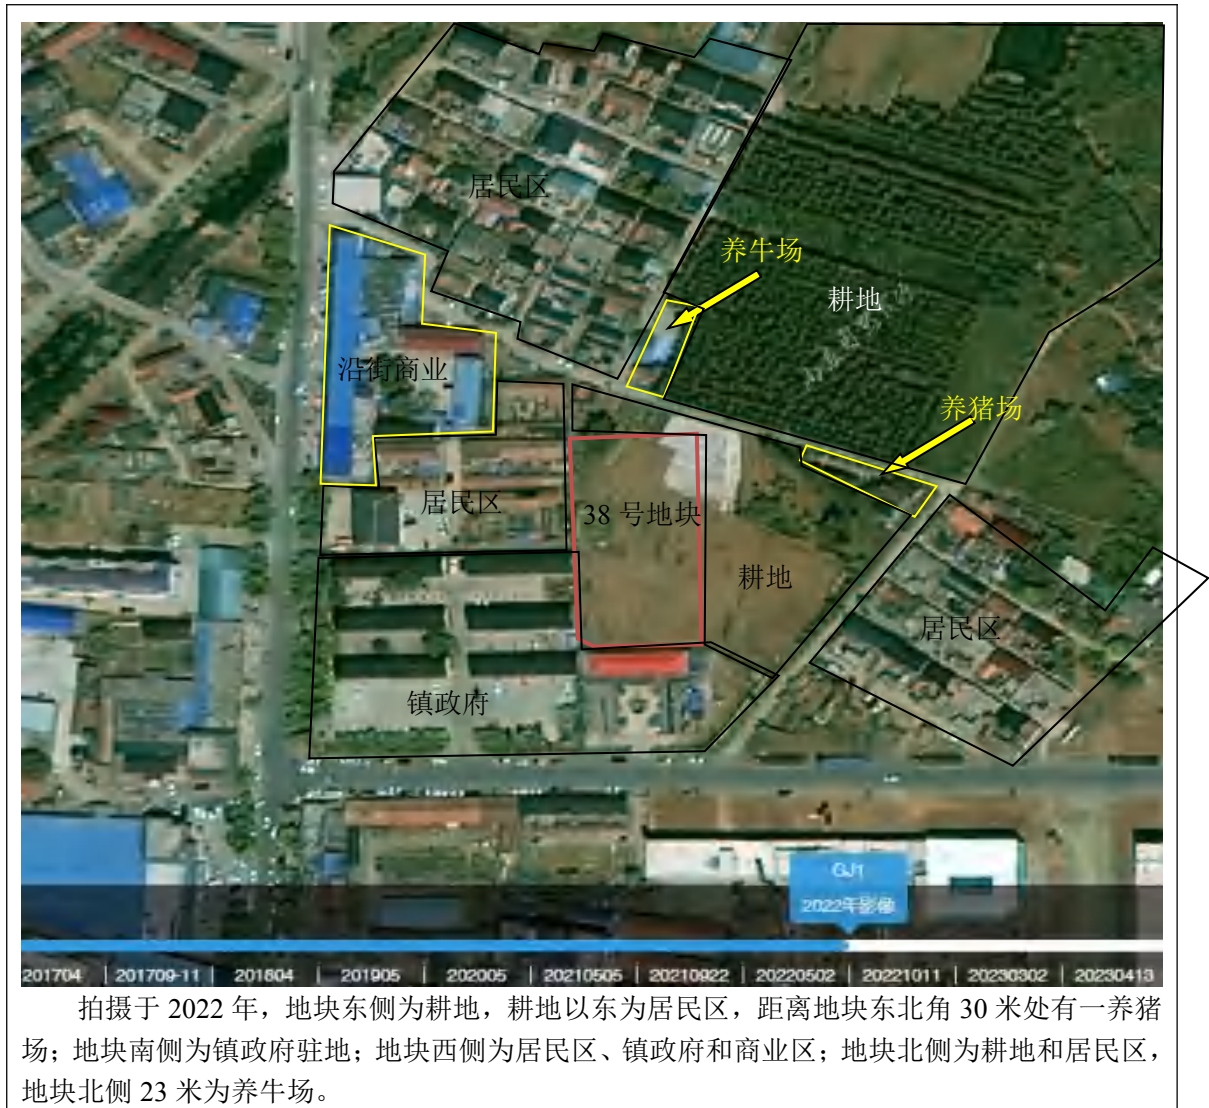 居民区
养牛场
耕地
沿街商业
养猪场
居民区
38 号地块
耕地
居民区
镇政府
GJ1
2022年影像
201704 | 201709-11 | 201804 | 201905 | 202005 | 20210505 | 20210922 | 20220502 | 20221011 | 20230302 | 20230413
拍摄于 2022 年，地块东侧为耕地，耕地以东为居民区，距离地块东北角 30 米处有一养猪
场；地块南侧为镇政府驻地；地块西侧为居民区、镇政府和商业区；地块北侧为耕地和居民区，
地块北侧 23 米为养牛场。